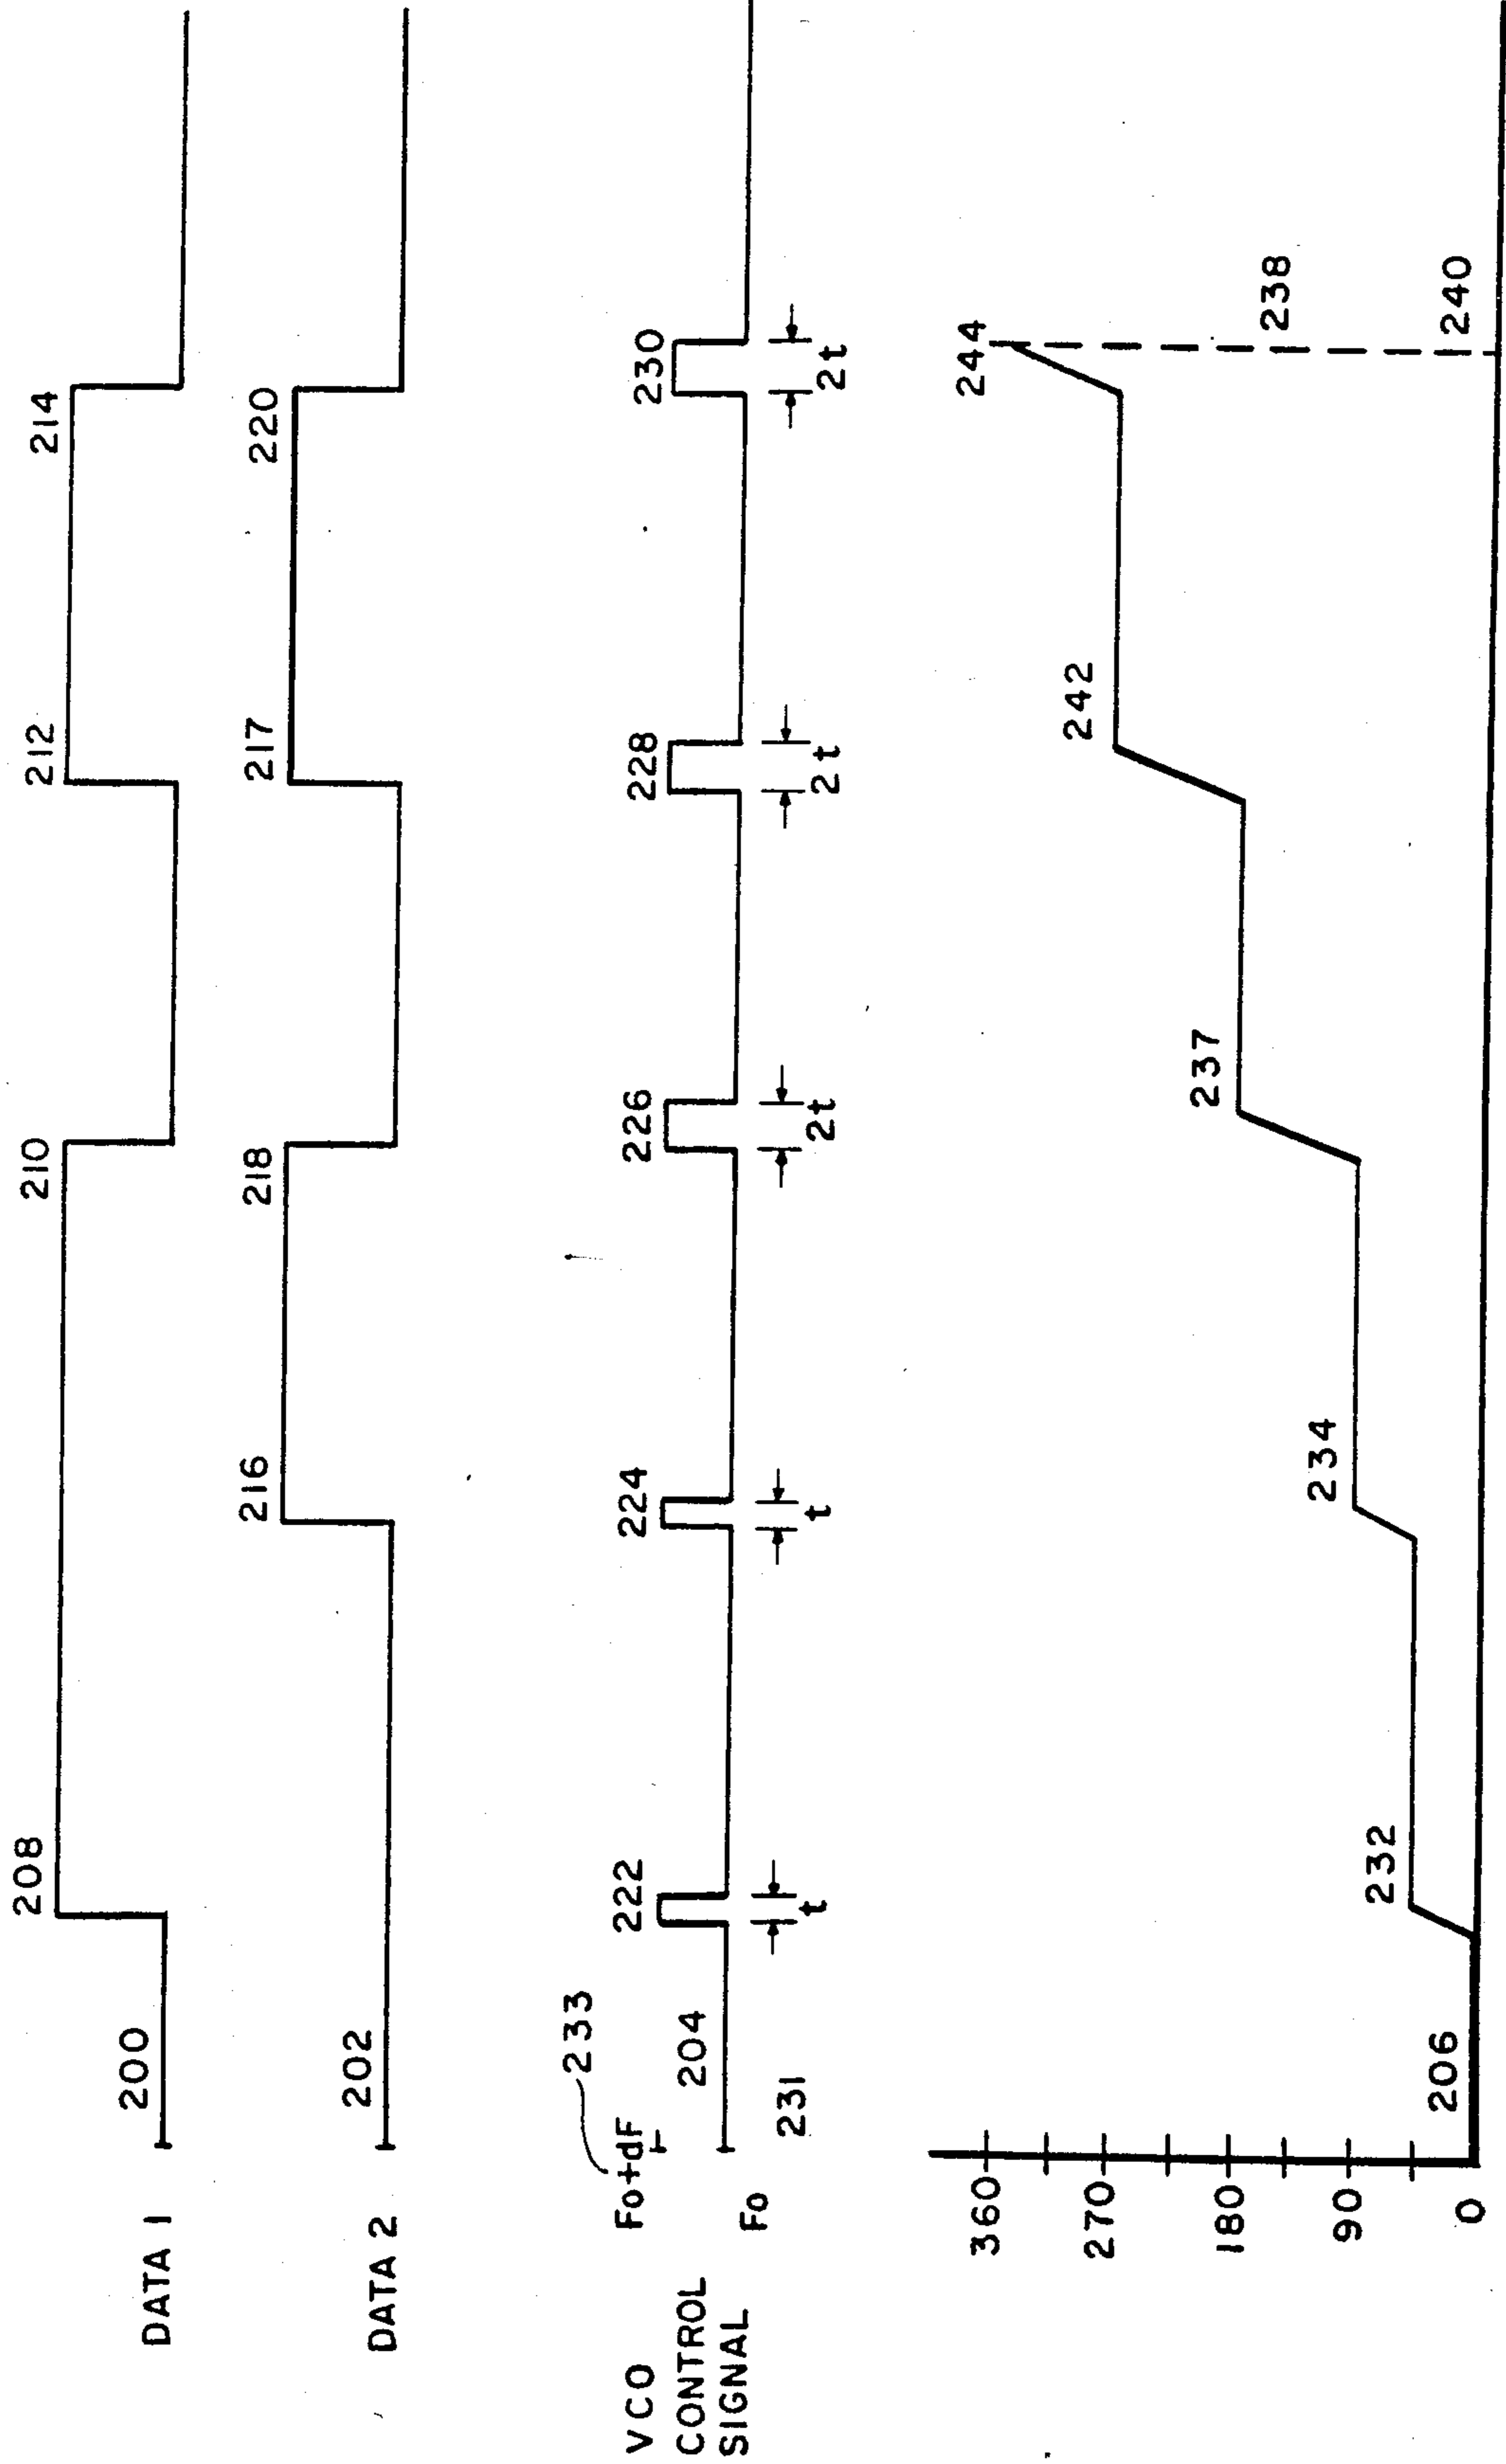 208
210
212
214
DATA 1
200
216
218
217
220
DATA 2
202
233
Fo+dF
222
224
226
228
230
VCO
CONTROL
SIGNAL
204
Fo
231
t
t
2t
2t
2t
360
270
180
90
0
206
232
234
237
242
244
238
240